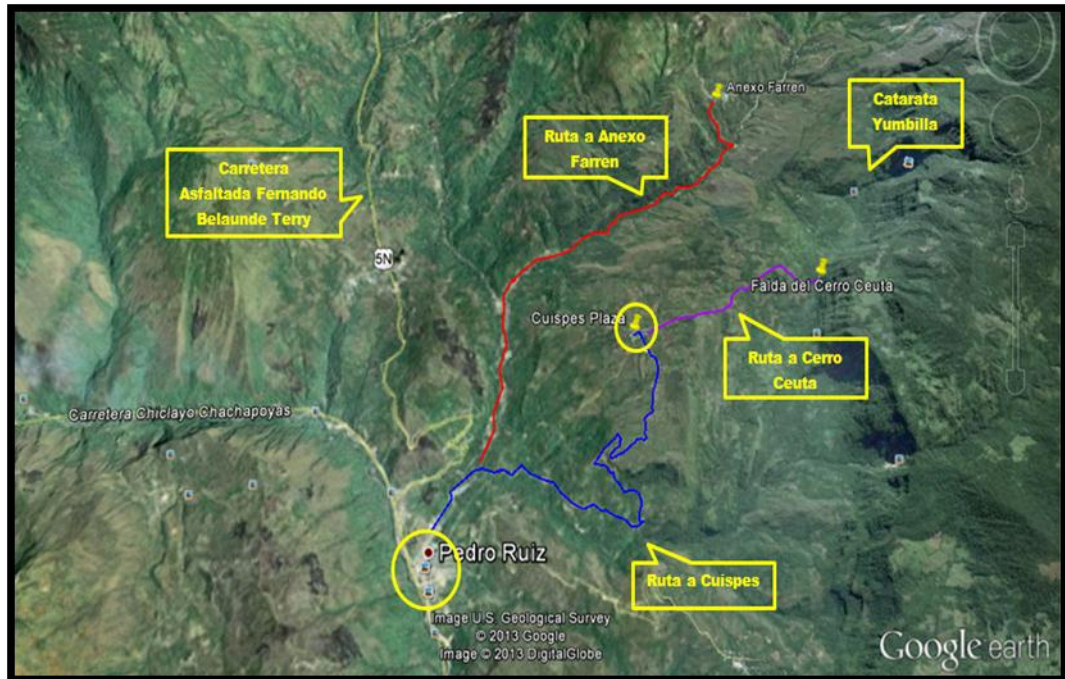 Anexo Farren
Catarata
Yumbilla
Ruta a Anexo
Farren
Carretera
Asfaltada Fernando
Belaunde Terry
5N
Falda del Cerro Ceuta
Cuispes Plaza
Ruta a Cerro
Ceuta
Carretera Chiclayo Chachapoyas
Pedro Ruiz
Ruta a Cuispes
Image U.S. Geological Survey
© 2013 Google
Image © 2013 DigitalGlobe
Google earth